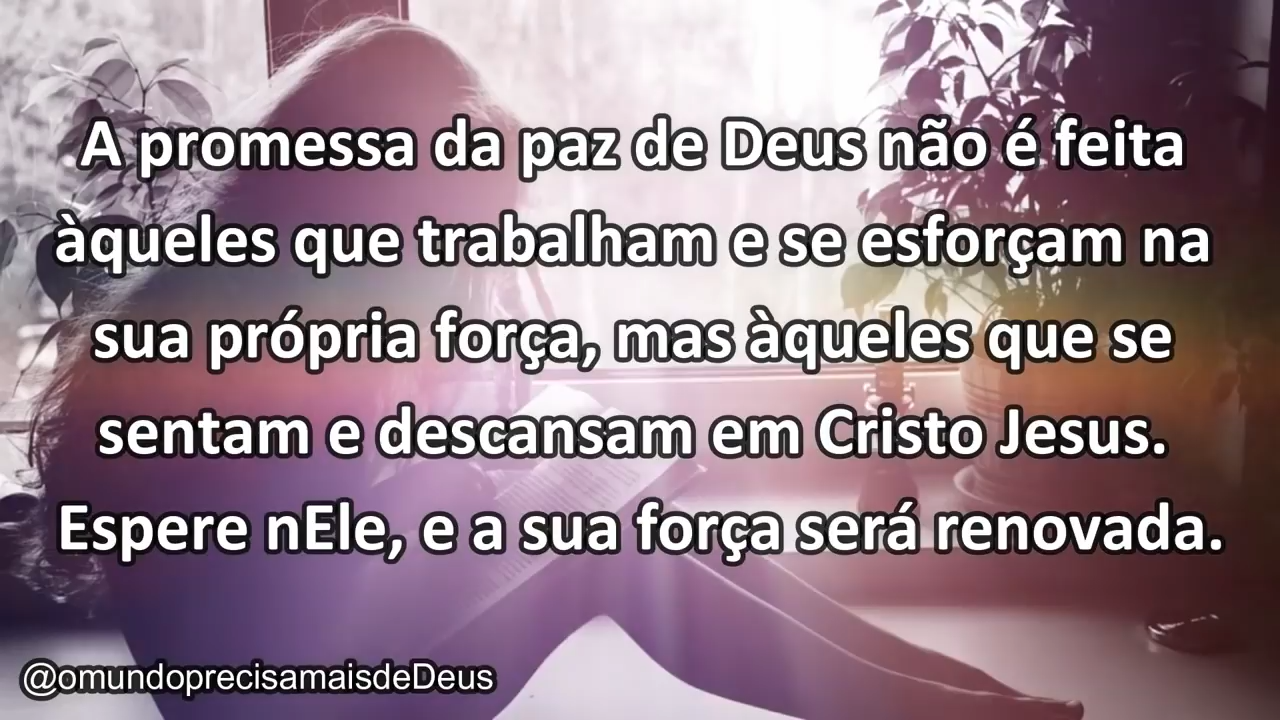 A promessa da paz de Deus não é feita
àqueles que trabalham e se esforçam na
sua própria força, mas àqueles que se
sentam e descansam em Cristo Jesus.
Espere nEle, e a sua força será renovada.
@omundoprecisamaisdeDeus